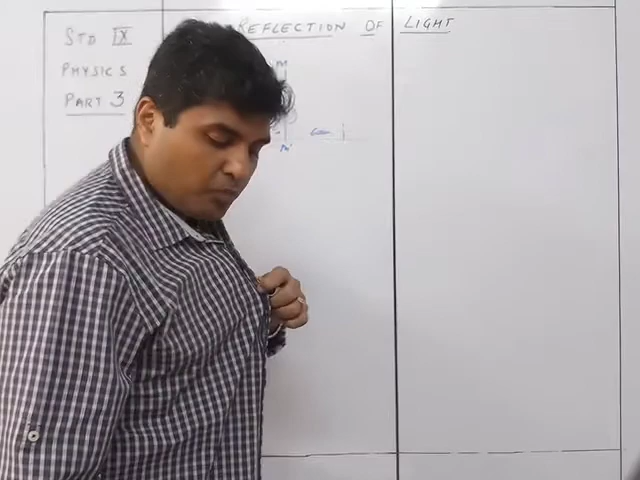 STD IX
PHYSICS
PART 3
REFLECTION OF LIGHT
M
M'